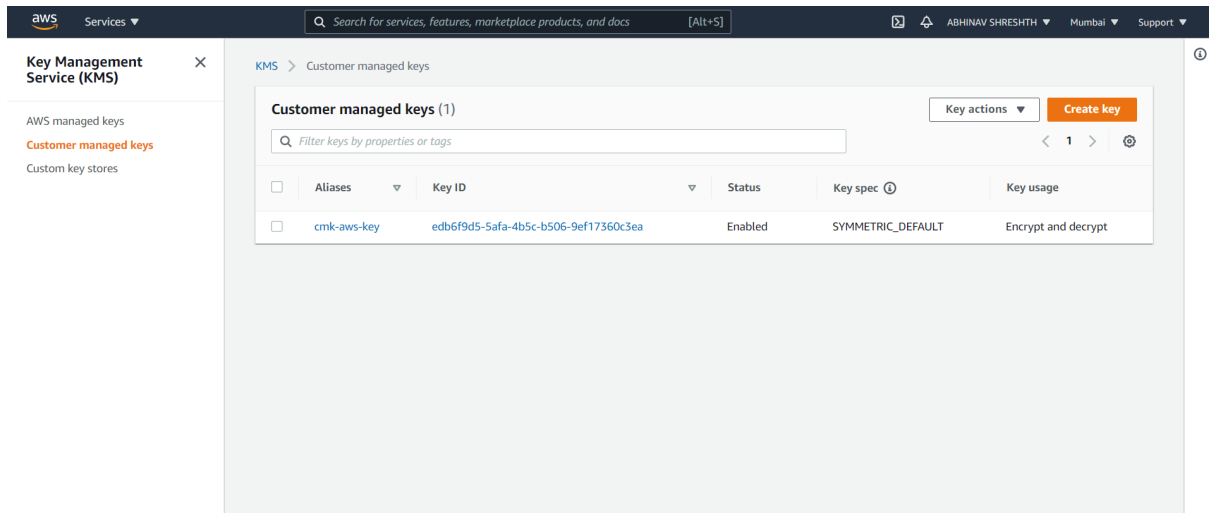 aws Services Search for services, features, marketplace products, and docs [Alt+S] ABHINAV SHRESHTH Mumbai Support
Key Management
Service (KMS)
AWS managed keys
Customer managed keys
Custom key stores
KMS > Customer managed keys
Customer managed keys (1) Key actions Create key
Filter keys by properties or tags < 1 >
Aliases Key ID Status Key spec Key usage
cmk-aws-key edb6f9d5-5afa-4b5c-b506-9ef17360c3ea Enabled SYMMETRIC_DEFAULT Encrypt and decrypt